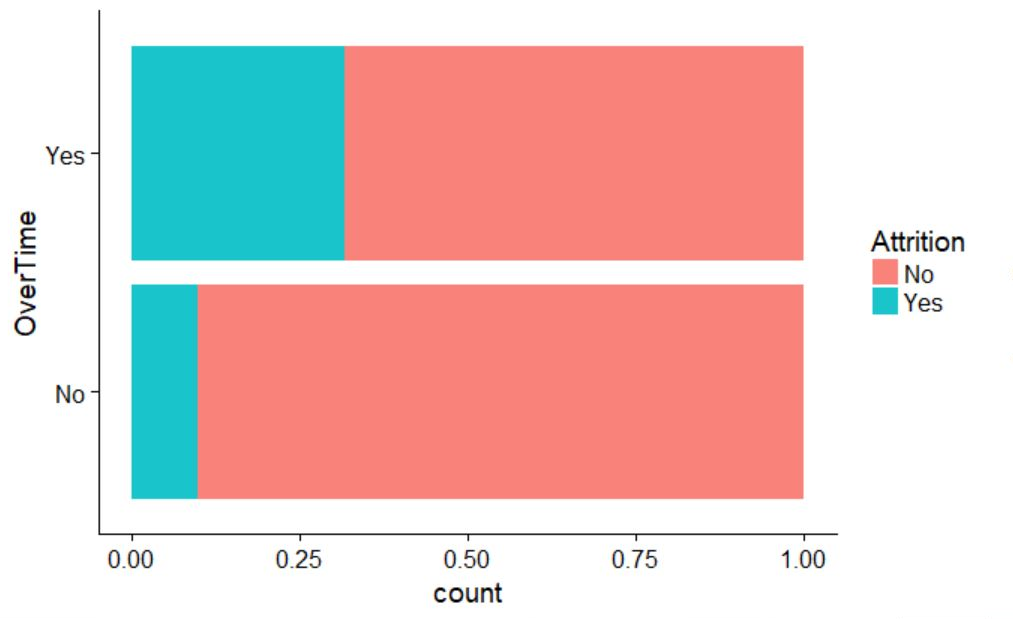 Yes
No
OverTime
0.00 0.25 0.50 0.75 1.00
count
Attrition
No
Yes